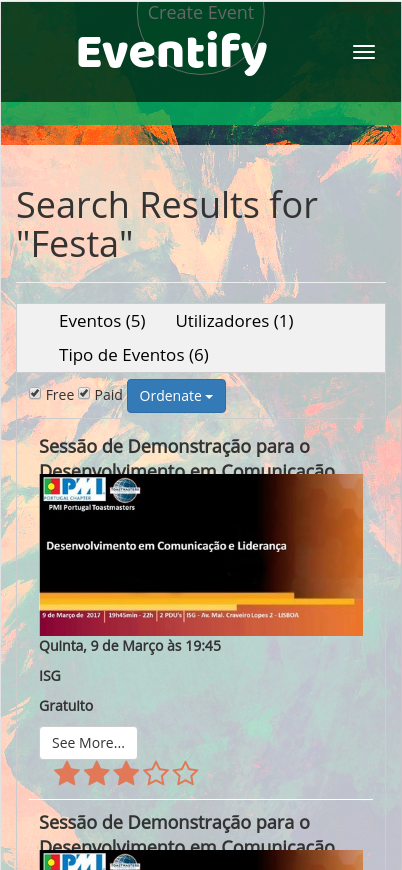 Create Event
Eventify
Search Results for
"Festa"
Eventos (5) Utilizadores (1)
Tipo de Eventos (6)
Free Paid Ordenate
Sessão de Demonstração para o
Desenvolvimento em Comunicação
PMI TOASTMASTERS
PORTUGAL CHAPTER
PMI Portugal Toastmasters
Desenvolvimento em Comunicação e Liderança
9 de Março de 2017 | 19h45min - 22h | 2 PDU's | ISG - Av. Mal. Craveiro Lopes 2 - LISBOA
Quinta, 9 de Março às 19:45
ISG
Gratuito
See More...
Sessão de Demonstração para o
Desenvolvimento em Comunicação
PMI